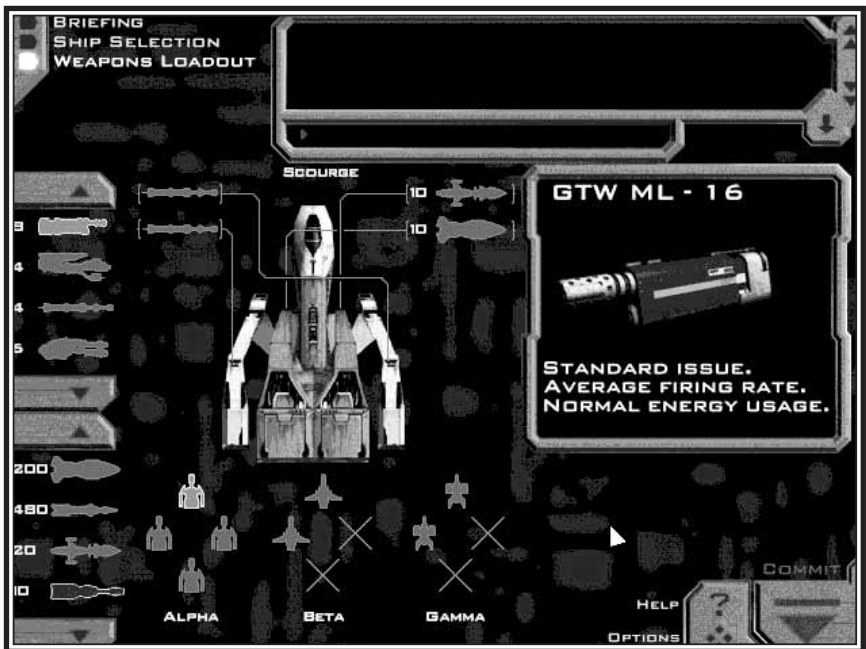 BRIEFING
SHIP SELECTION
WEAPONS LOADOUT
SCOURGE
10
10
GTW ML - 16
STANDARD ISSUE.
AVERAGE FIRING RATE.
NORMAL ENERGY USAGE.
3
4
4
5
200
480
20
10
ALPHA
BETA
GAMMA
COMMIT
HELP
?
OPTIONS